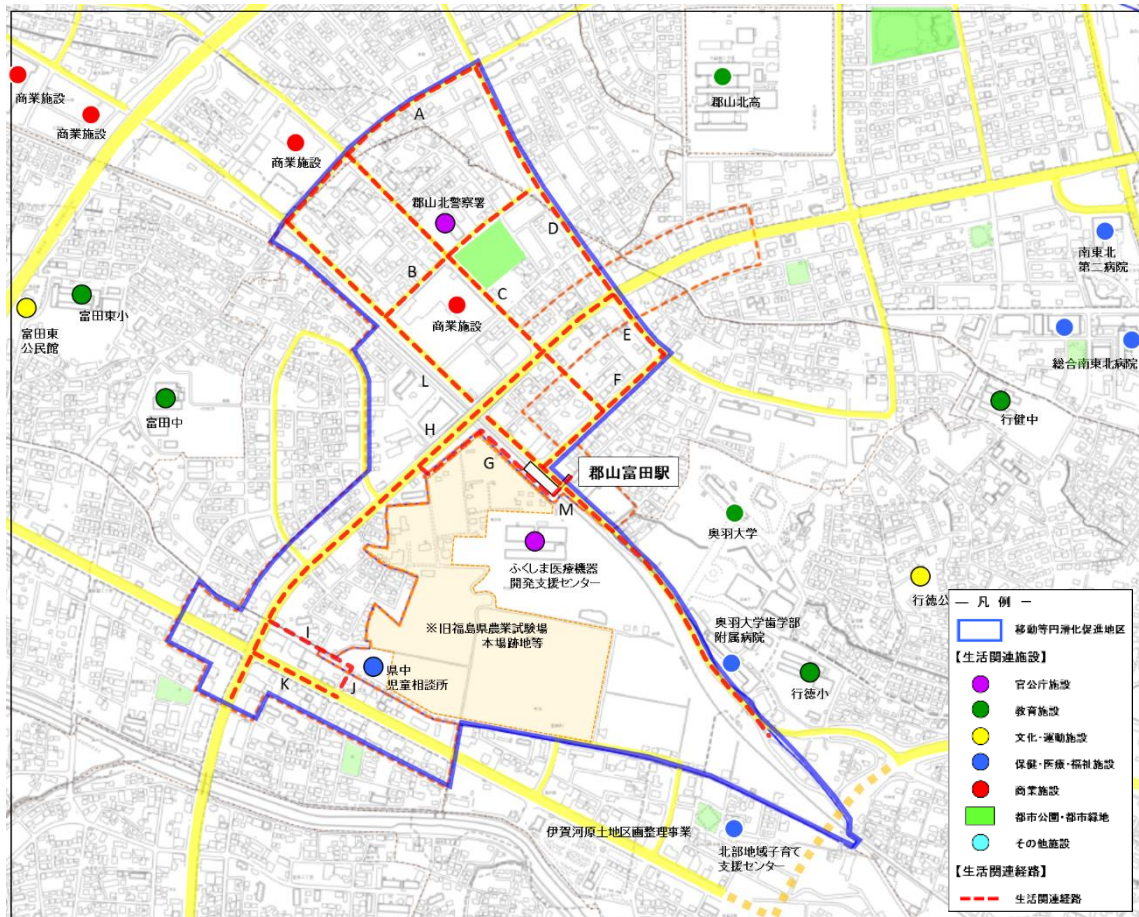 商業施設
商業施設
商業施設
A
郡山北高
郡山北警察署
D
B
C
商業施設
富田東小
富田東
公民館
南東北
第二病院
総合南東北病院
E
F
L
富田中
行健中
H
G
郡山富田駅
M
奥羽大学
ふくしま医療機器
開発支援センター
行徳公
※旧福島県農業試験場
本場跡地等
奥羽大学歯学部
附属病院
I
J
K
県中
児童相談所
行徳小
伊賀河原土地区画整理事業
北部地域子育て
支援センター
― 凡 例 ―
移動等円滑化促進地区
【生活関連施設】
官公庁施設
教育施設
文化・運動施設
保健・医療・福祉施設
商業施設
都市公園・都市緑地
その他施設
【生活関連経路】
生活関連経路